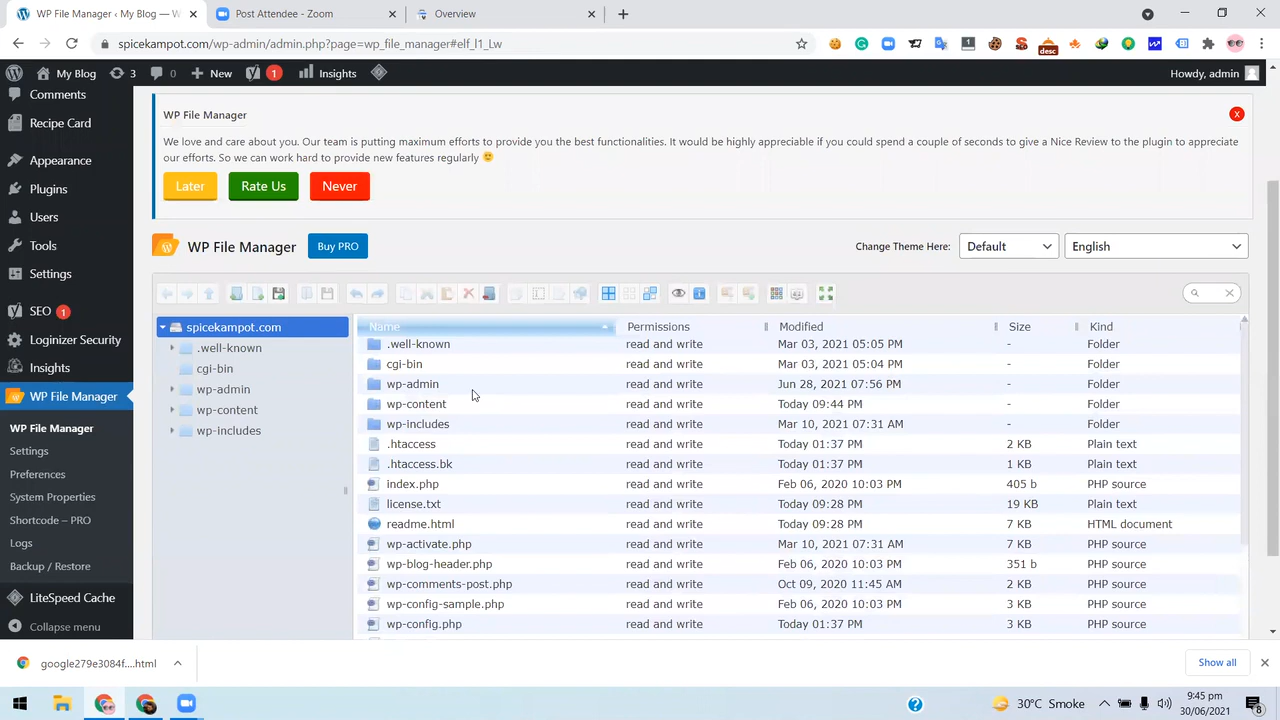 WP File Manager ‹ My Blog — W
Post Attendee - Zoom
Overview
spicekampot.com/wp-admin/admin.php?page=wp_file_manager#elf_l1_Lw
desc
My Blog
3
0
New
1
Insights
Howdy, admin
Comments
Recipe Card
Appearance
Plugins
Users
Tools
Settings
SEO 1
Loginizer Security
Insights
WP File Manager
WP File Manager
Settings
Preferences
System Properties
Shortcode – PRO
Logs
Backup / Restore
LiteSpeed Cache
Collapse menu
WP File Manager
X
We love and care about you. Our team is putting maximum efforts to provide you the best functionalities. It would be highly appreciable if you could spend a couple of seconds to give a Nice Review to the plugin to appreciate
our efforts. So we can work hard to provide new features regularly
Later Rate Us Never
WP File Manager Buy PRO
Change Theme Here: Default English
spicekampot.com
.well-known
cgi-bin
wp-admin
wp-content
wp-includes
Name Permissions Modified Size Kind
.well-known read and write Mar 03, 2021 05:05 PM - Folder
cgi-bin read and write Mar 03, 2021 05:04 PM - Folder
wp-admin read and write Jun 28, 2021 07:56 PM - Folder
wp-content read and write Today 09:44 PM - Folder
wp-includes read and write Mar 10, 2021 07:31 AM - Folder
.htaccess read and write Today 01:37 PM 2 KB Plain text
.htaccess.bk read and write Today 01:37 PM 1 KB Plain text
index.php read and write Feb 06, 2020 10:03 PM 405 b PHP source
license.txt read and write Today 09:28 PM 19 KB Plain text
readme.html read and write Today 09:28 PM 7 KB HTML document
wp-activate.php read and write Mar 10, 2021 07:31 AM 7 KB PHP source
wp-blog-header.php read and write Feb 06, 2020 10:03 PM 351 b PHP source
wp-comments-post.php read and write Oct 09, 2020 11:45 AM 2 KB PHP source
wp-config-sample.php read and write Feb 06, 2020 10:03 PM 3 KB PHP source
wp-config.php read and write Today 01:37 PM 3 KB PHP source
google279e3084f....html
Show all
30°C Smoke
9:45 pm
30/06/2021
8